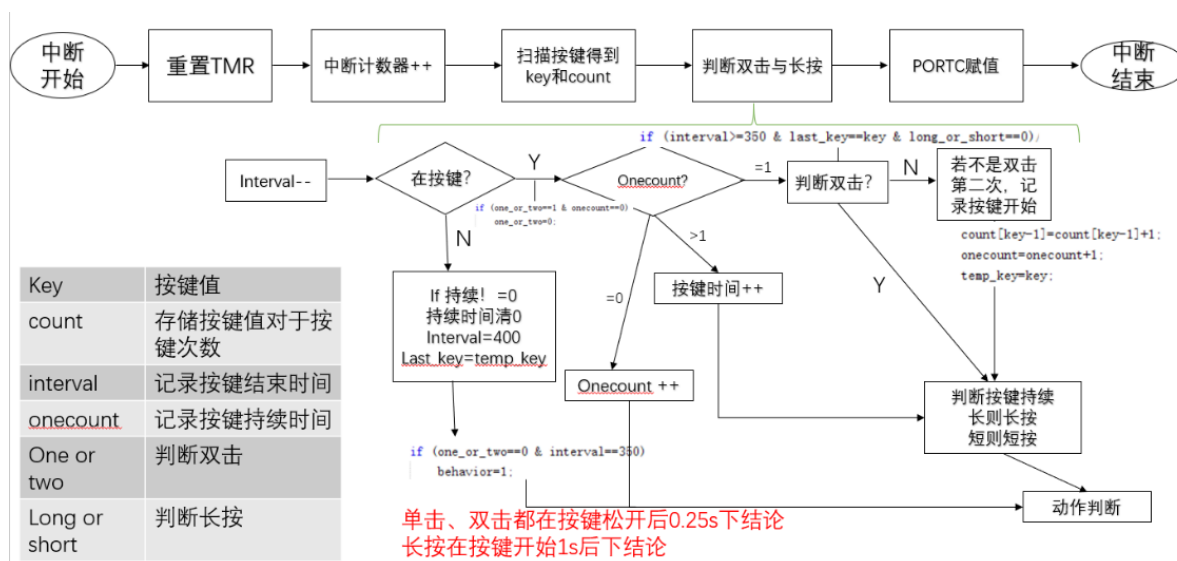 中断
开始
重置TMR
中断计数器++
扫描按键得到
key和count
判断双击与长按
PORTC赋值
中断
结束
if (interval>=350 & last_key==key & long_or_short==0)
Interval--
在按键?
Y
Onecount?
=1
判断双击?
N
若不是双击
第二次，记
录按键开始
if (one_or_two==1 & onecount==0)
one_or_two=0;
N
>1
=0
Y
count[key-1]=count[key-1]+1;
onecount=onecount+1;
temp_key=key;
If 持续！=0
持续时间清0
Interval=400
Last_key=temp_key
按键时间++
Onecount ++
判断按键持续
长则长按
短则短按
if (one_or_two==0 & interval==350)
behavior=1;
动作判断
Key 按键值
count 存储按键值对于按
键次数
interval 记录按键结束时间
onecount 记录按键持续时间
One or
two 判断双击
Long or
short 判断长按
单击、双击都在按键松开后0.25s下结论
长按在按键开始1s后下结论